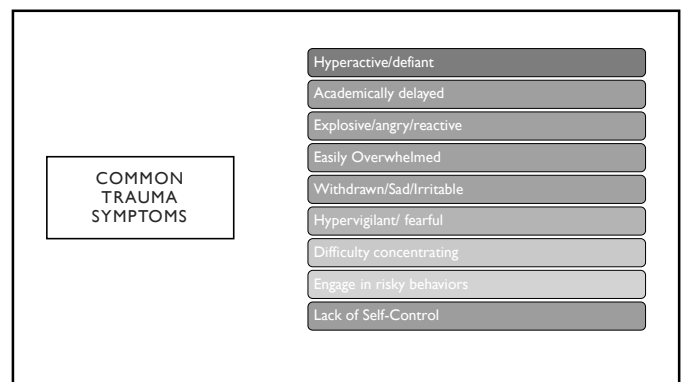 COMMON
TRAUMA
SYMPTOMS
Hyperactive/defiant
Academically delayed
Explosive/angry/reactive
Easily Overwhelmed
Withdrawn/Sad/Irritable
Hypervigilant/ fearful
Difficulty concentrating
Engage in risky behaviors
Lack of Self-Control